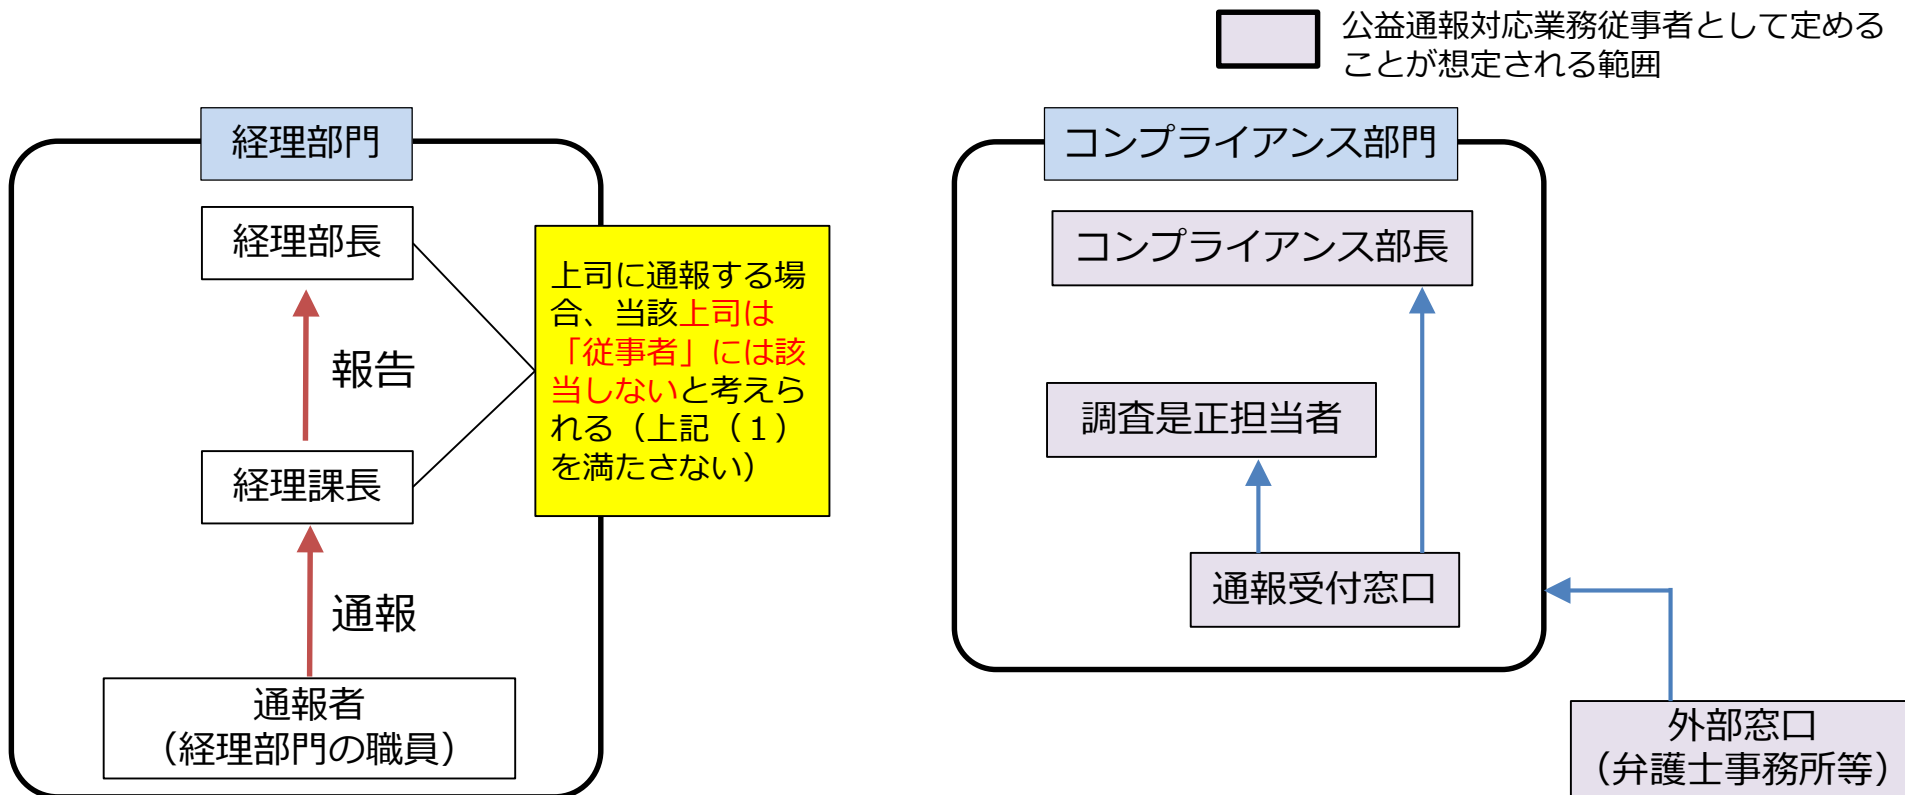 公益通報対応業務従事者として定める
ことが想定される範囲
経理部門
経理部長
報告
経理課長
通報
通報者
（経理部門の職員）
上司に通報する場
合、当該上司は
「従事者」には該
当しないと考えら
れる（上記（１）
を満たさない）
コンプライアンス部門
コンプライアンス部長
調査是正担当者
通報受付窓口
外部窓口
（弁護士事務所等）